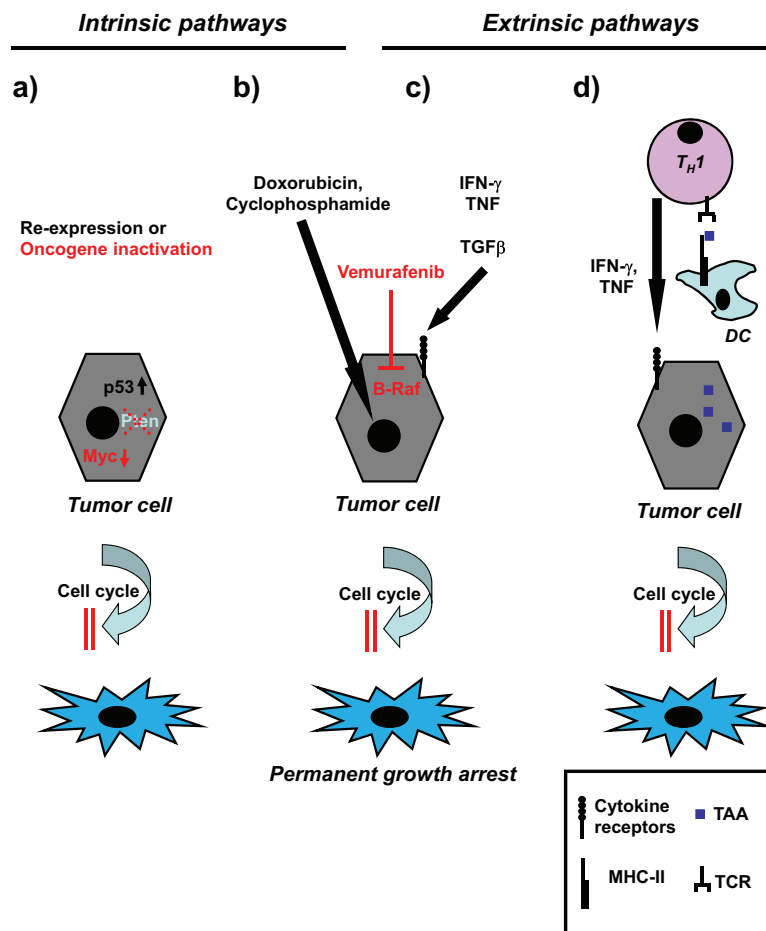 Intrinsic pathways
Extrinsic pathways
a)
b)
c)
d)
Re-expression or
Oncogene inactivation
Doxorubicin,
Cyclophosphamide
Vemurafenib
IFN-γ
TNF
TGFβ
T_H1
IFN-γ,
TNF
DC
p53
Pten
Myc
B-Raf
Tumor cell
Tumor cell
Tumor cell
Cell cycle
Cell cycle
Cell cycle
Permanent growth arrest
Cytokine
receptors
TAA
MHC-II
TCR